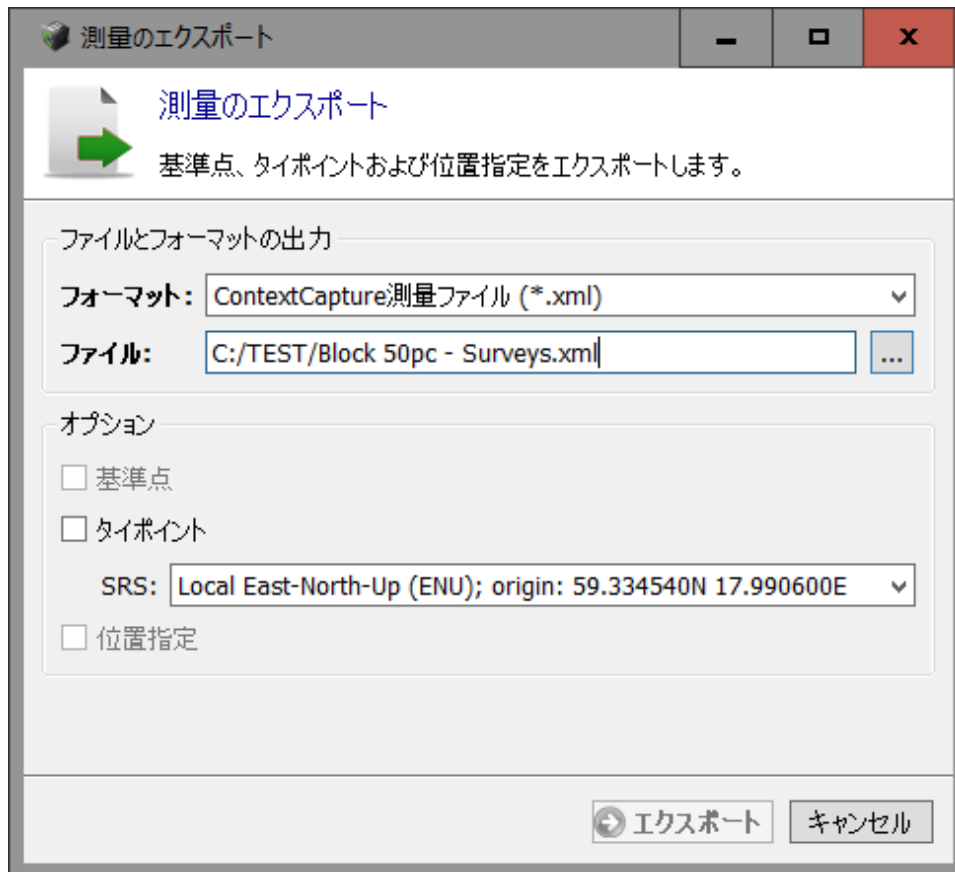 測量のエクスポート
測量のエクスポート
基準点、タイポイントおよび位置指定をエクスポートします。
ファイルとフォーマットの出力
フォーマット: ContextCapture測量ファイル (*.xml)
ファイル: C:/TEST/Block 50pc - Surveys.xml ...
オプション
基準点
タイポイント
SRS: Local East-North-Up (ENU); origin: 59.334540N 17.990600E
位置指定
エクスポート キャンセル